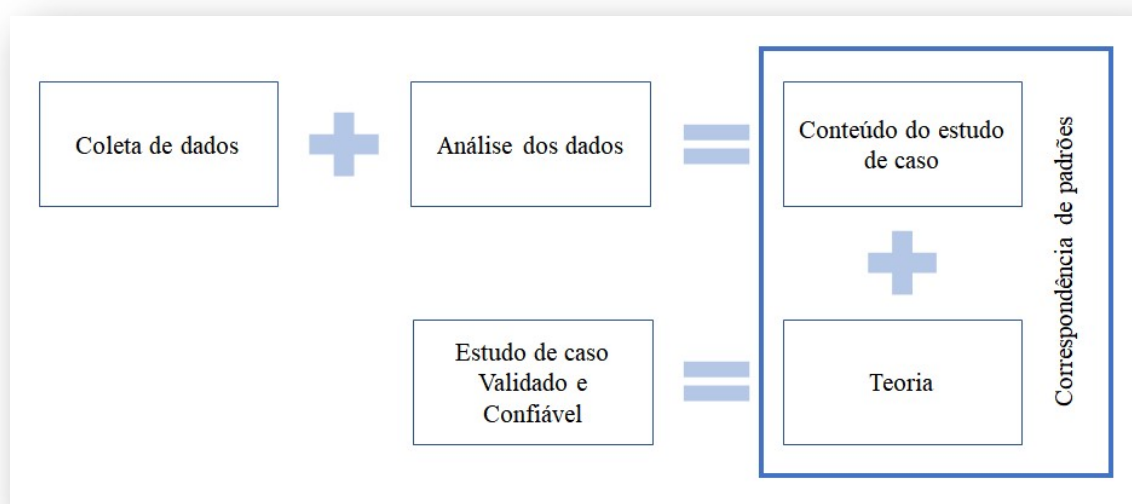 Coleta de dados
Análise dos dados
Conteúdo do estudo
de caso
Correspondência de padrões
Estudo de caso
Validado e
Confiável
Teoria